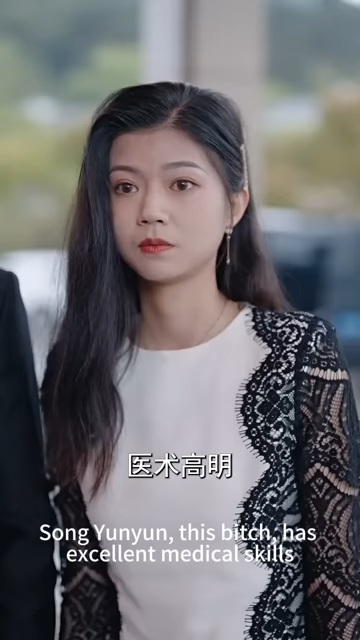 医术高明
Song Yunyun, this bitch, has
excellent medical skills